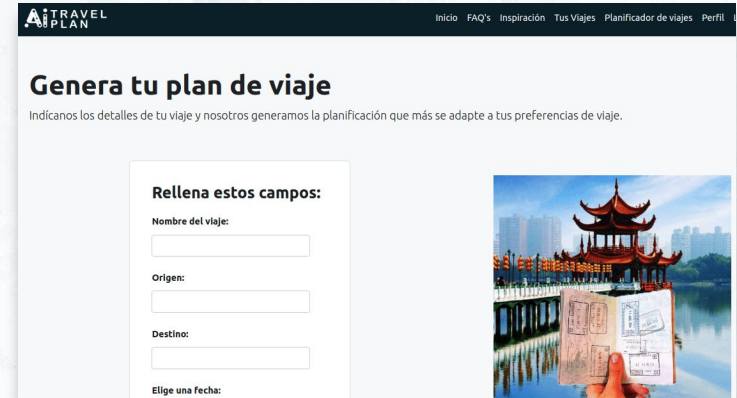 Ai TRAVEL
PLAN
Inicio FAQ's Inspiración Tus Viajes Planificador de viajes Perfil
Genera tu plan de viaje
Indícanos los detalles de tu viaje y nosotros generamos la planificación que más se adapte a tus preferencias de viaje.
Rellena estos campos:
Nombre del viaje:
Origen:
Destino:
Elige una fecha: